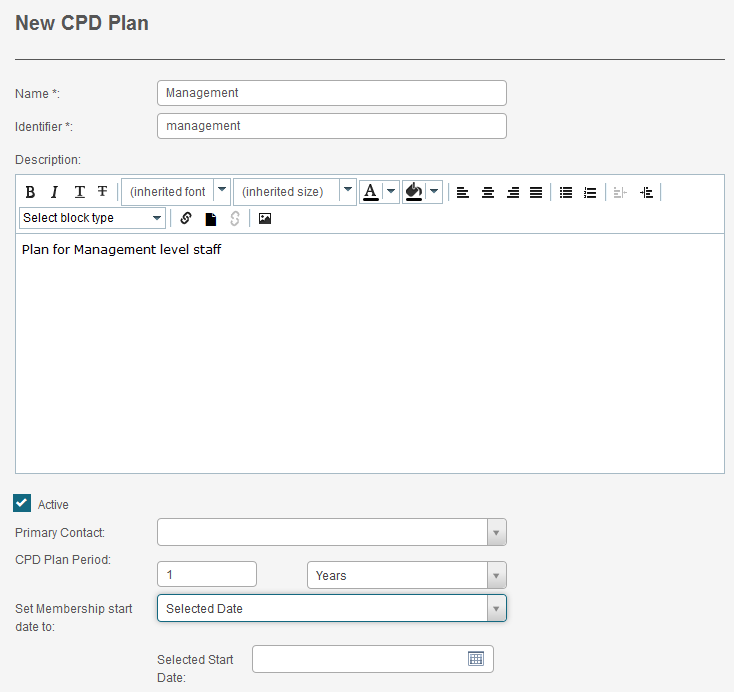 New CPD Plan
Name *:
Management
Identifier *:
management
Description:
B I T T (inherited font (inherited size) A
Select block type
Plan for Management level staff
Active
Primary Contact:
CPD Plan Period:
1 Years
Set Membership start
date to:
Selected Date
Selected Start
Date: